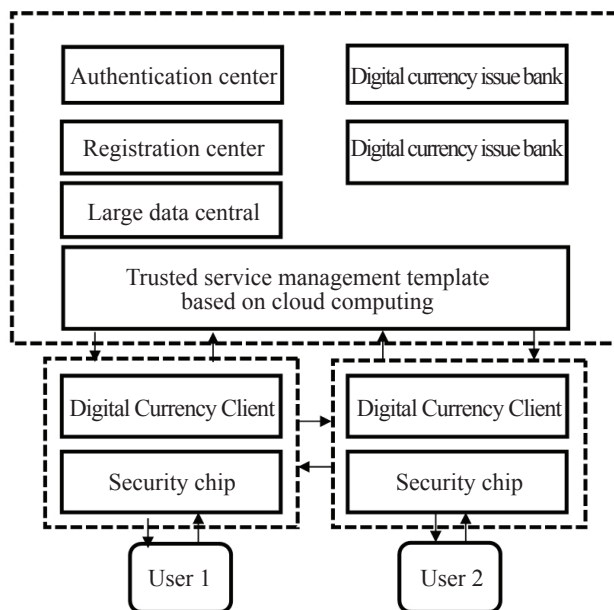 Authentication center
Digital currency issue bank
Registration center
Digital currency issue bank
Large data central
Trusted service management template
based on cloud computing
Digital Currency Client
Digital Currency Client
Security chip
Security chip
User 1
User 2